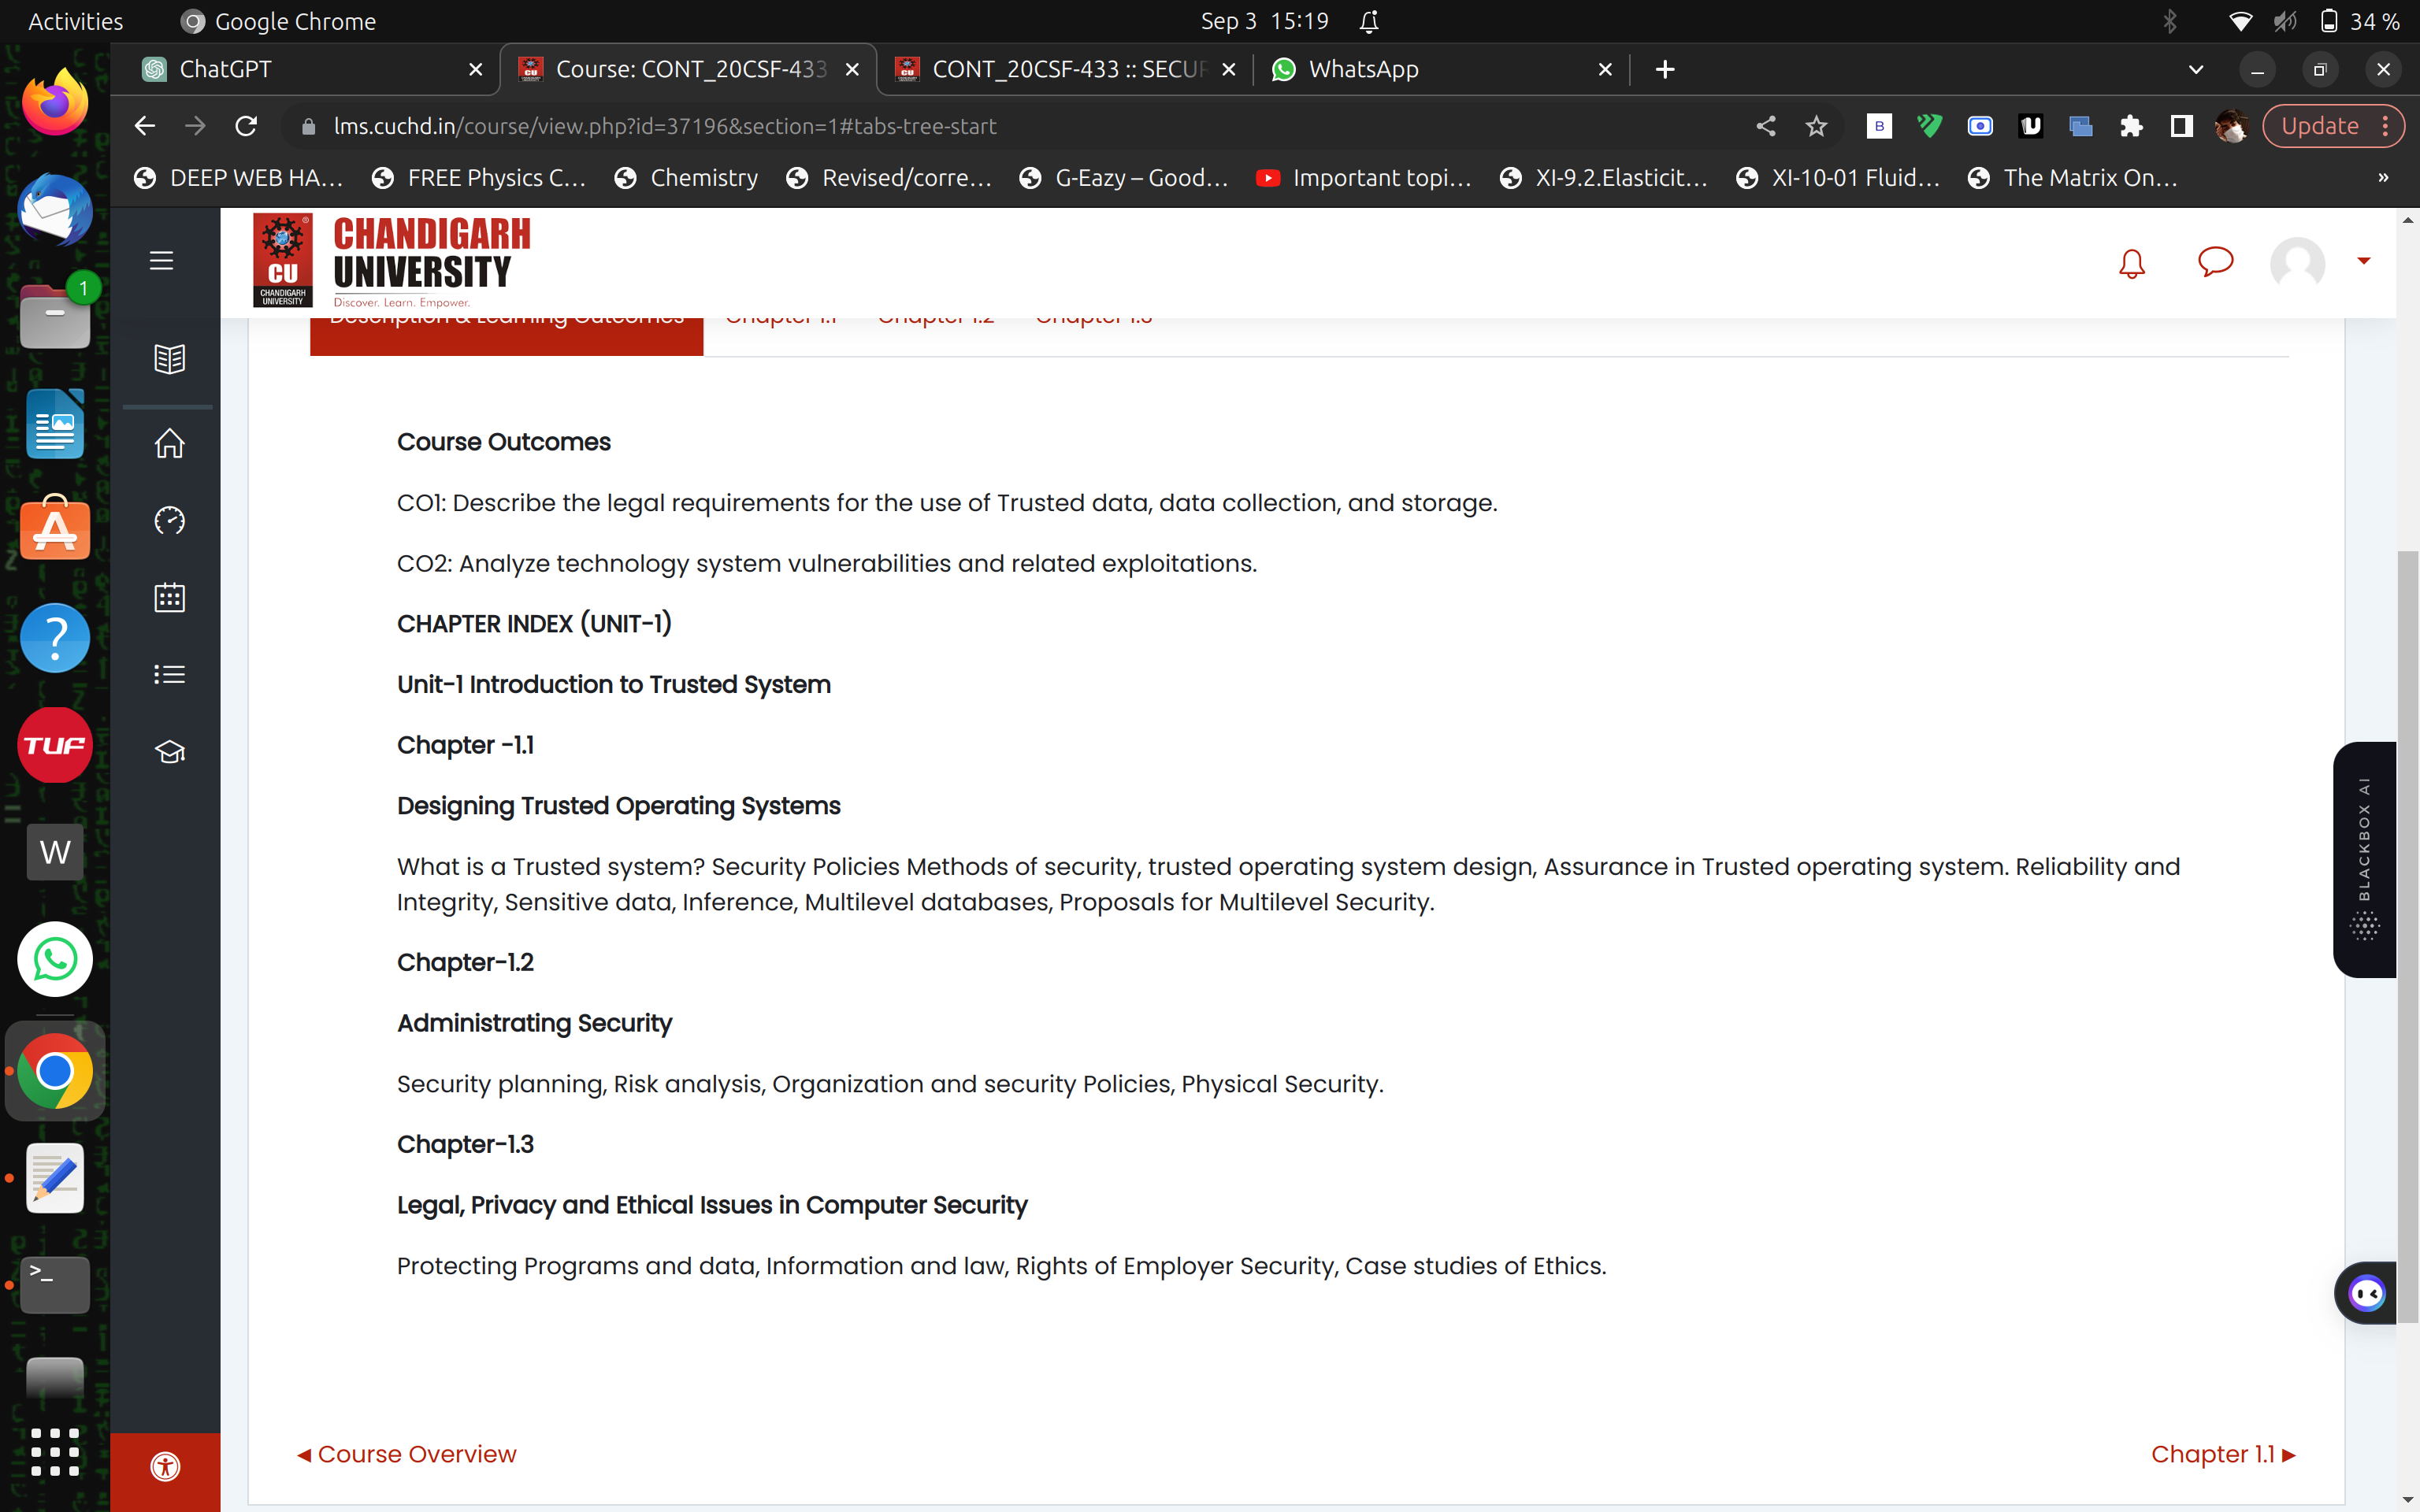 Activities
Google Chrome
Sep 3 15:19
34 %
ChatGPT
Course: CONT_20CSF-433
CONT_20CSF-433 :: SECUR
WhatsApp
lms.cuchd.in/course/view.php?id=37196&section=1#tabs-tree-start
Update
DEEP WEB HA...
FREE Physics C...
Chemistry
Revised/corre...
G-Eazy – Good...
Important topi...
XI-9.2.Elasticit...
XI-10-01 Fluid...
The Matrix On...
»
CU
CHANDIGARH
UNIVERSITY
CHANDIGARH
UNIVERSITY
Discover. Learn. Empower.
1
TUF
W
Description & Learning Outcomes
Chapter 1.1
Chapter 1.2
Chapter 1.3
Course Outcomes
CO1: Describe the legal requirements for the use of Trusted data, data collection, and storage.
CO2: Analyze technology system vulnerabilities and related exploitations.
CHAPTER INDEX (UNIT-1)
Unit-1 Introduction to Trusted System
Chapter -1.1
Designing Trusted Operating Systems
What is a Trusted system? Security Policies Methods of security, trusted operating system design, Assurance in Trusted operating system. Reliability and
Integrity, Sensitive data, Inference, Multilevel databases, Proposals for Multilevel Security.
Chapter-1.2
Administrating Security
Security planning, Risk analysis, Organization and security Policies, Physical Security.
Chapter-1.3
Legal, Privacy and Ethical Issues in Computer Security
Protecting Programs and data, Information and law, Rights of Employer Security, Case studies of Ethics.
BLACKBOX AI
◄ Course Overview
Chapter 1.1 ►